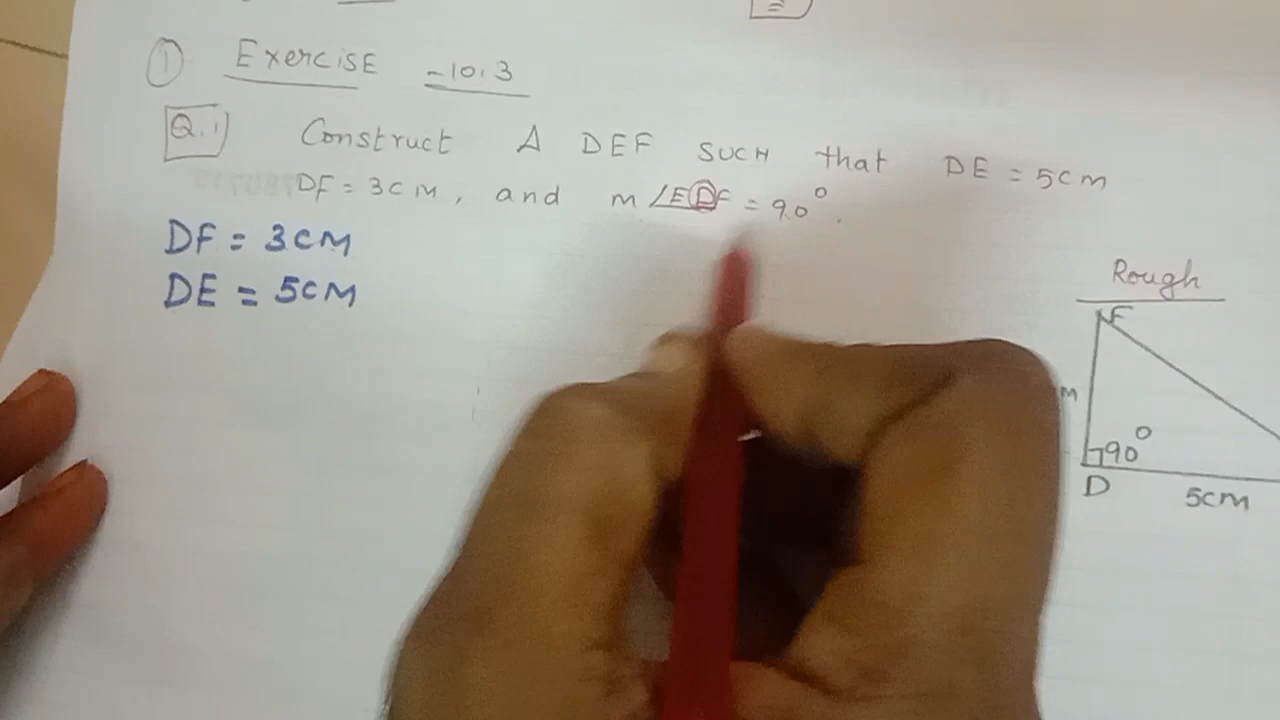 ① Exercise -10.3
Q.1 Construct Δ DEF SUCH that DE = 5cm
DF = 3cm, and m∠EDF = 90°.
DF = 3cm
DE = 5cm
Rough
F
m
90°
D
5cm